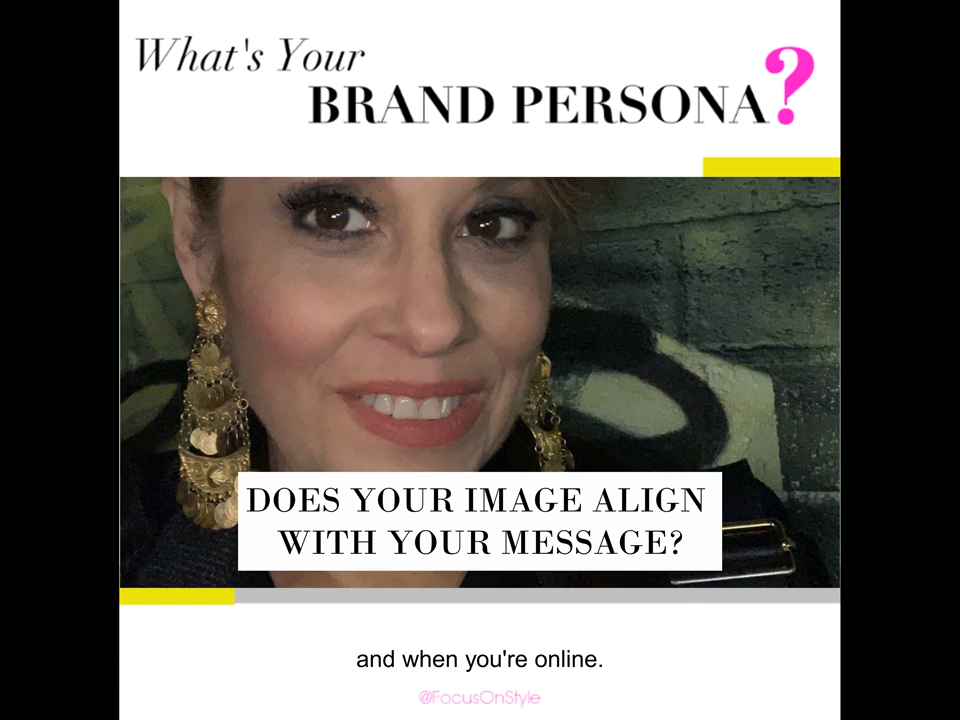 What's Your
BRAND PERSONA?
DOES YOUR IMAGE ALIGN
WITH YOUR MESSAGE?
and when you're online.
@FocusOnStyle